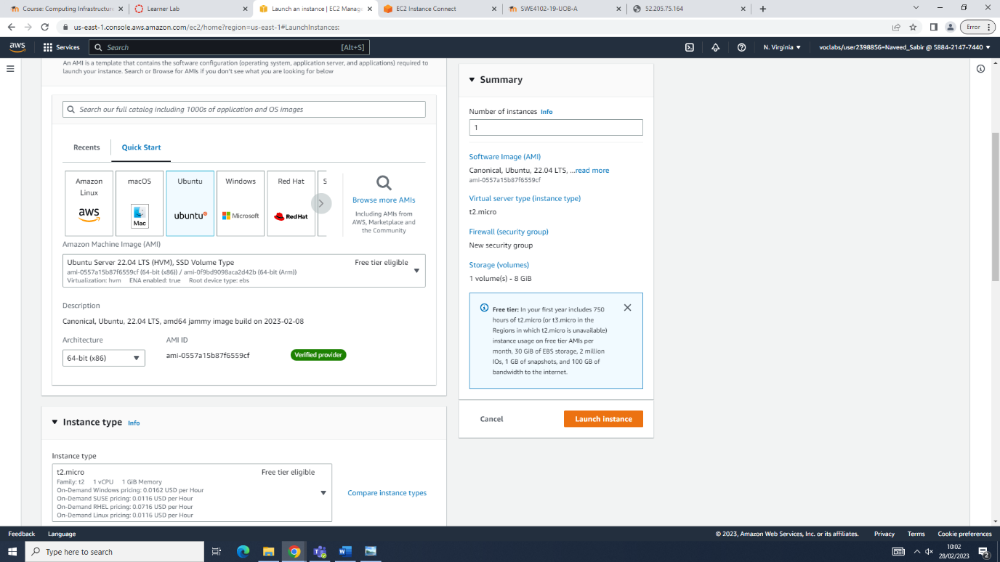 Course: Computing Infrastructure
Learner Lab
Launch an instance | EC2 Manage
EC2 Instance Connect
SWE4102-19-UOB-A
52.205.75.164
us-east-1.console.aws.amazon.com/ec2/home?region=us-east-1#LaunchInstances:
Error
aws
Services
Search
[Alt+S]
N. Virginia
voclabs/user2398856=Naveed_Sabir @ 5884-2147-7440
An AMI is a template that contains the software configuration (operating system, application server, and applications) required to
launch your instance. Search or Browse for AMIs if you don't see what you are looking for below
Search our full catalog including 1000s of application and OS images
Recents
Quick Start
Amazon
Linux
aws
macOS
Mac
Ubuntu
ubuntu
Windows
Microsoft
Red Hat
Red Hat
S
Browse more AMIs
Including AMIs from
AWS, Marketplace and
the Community
Amazon Machine Image (AMI)
Ubuntu Server 22.04 LTS (HVM), SSD Volume Type
Free tier eligible
ami-0557a15b87f6559cf (64-bit (x86)) / ami-0f9bd9098aca2d42b (64-bit (Arm))
Virtualization: hvm ENA enabled: true Root device type: ebs
Description
Canonical, Ubuntu, 22.04 LTS, amd64 jammy image build on 2023-02-08
Architecture
AMI ID
64-bit (x86)
ami-0557a15b87f6559cf
Verified provider
Instance type Info
Instance type
t2.micro
Free tier eligible
Family: t2 1 vCPU 1 GiB Memory
On-Demand Windows pricing: 0.0162 USD per Hour
On-Demand SUSE pricing: 0.0116 USD per Hour
On-Demand RHEL pricing: 0.0716 USD per Hour
On-Demand Linux pricing: 0.0116 USD per Hour
Compare instance types
Summary
Number of instances Info
1
Software Image (AMI)
Canonical, Ubuntu, 22.04 LTS, ...read more
ami-0557a15b87f6559cf
Virtual server type (instance type)
t2.micro
Firewall (security group)
New security group
Storage (volumes)
1 volume(s) - 8 GiB
Free tier: In your first year includes 750
hours of t2.micro (or t3.micro in the
Regions in which t2.micro is unavailable)
instance usage on free tier AMIs per
month, 30 GiB of EBS storage, 2 million
IOs, 1 GB of snapshots, and 100 GB of
bandwidth to the internet.
Cancel
Launch instance
Feedback
Language
© 2023, Amazon Web Services, Inc. or its affiliates.
Privacy
Terms
Cookie preferences
Type here to search
10:02
28/02/2023
2